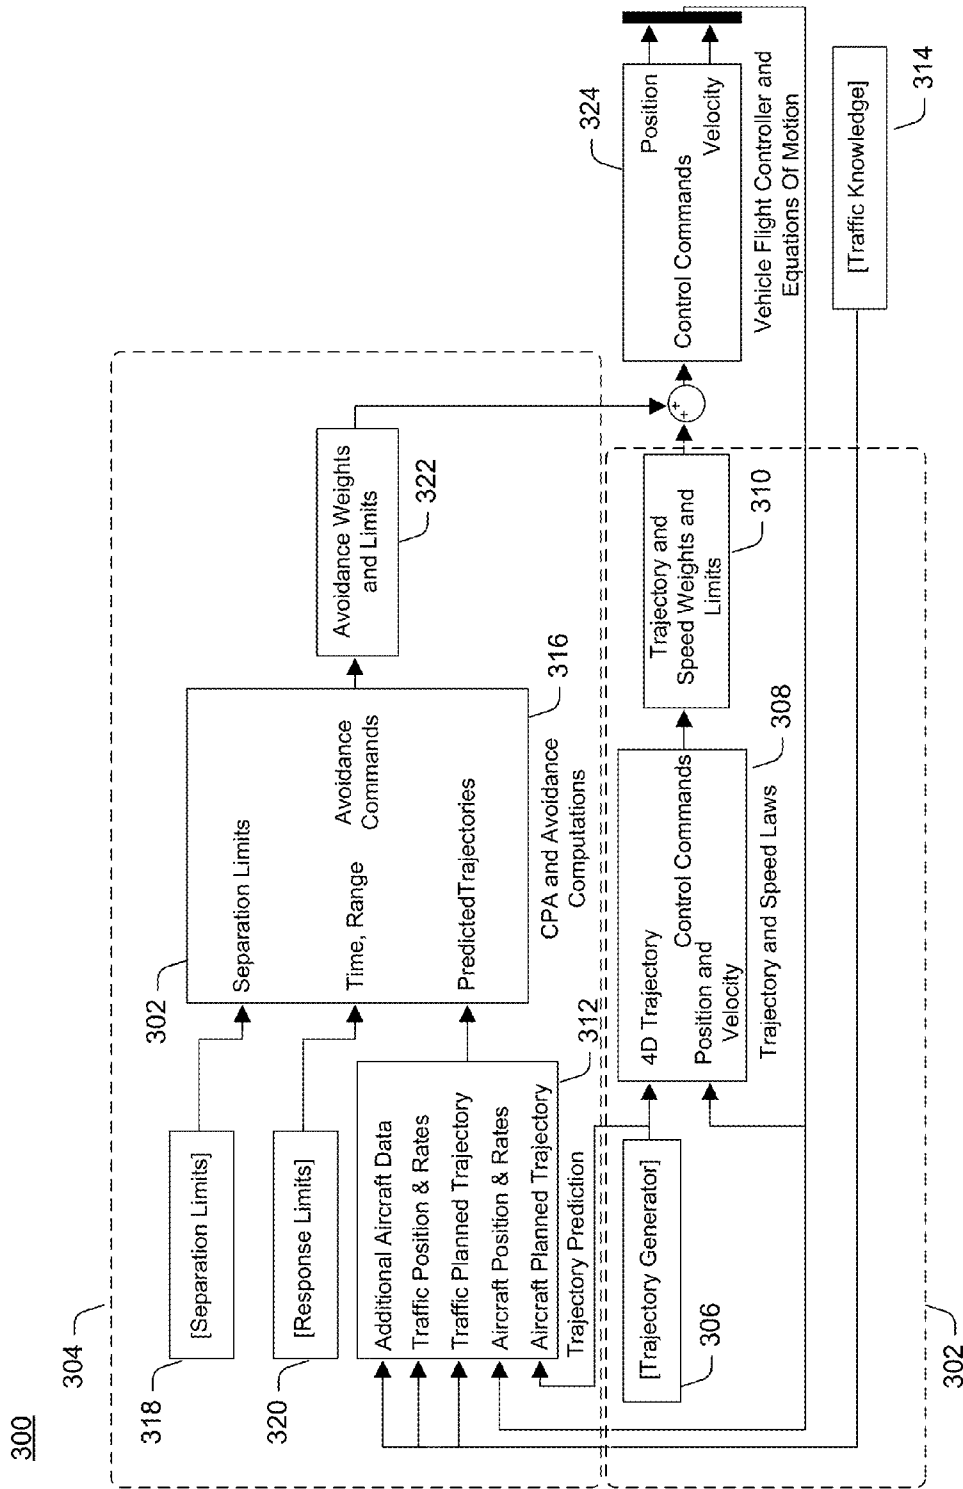 300
304
318
[Separation Limits]
320
[Response Limits]
302
Separation Limits
Time, Range
Avoidance
Commands
PredictedTrajectories
316
CPA and Avoidance
Computations
Avoidance Weights
and Limits
322
Additional Aircraft Data
Traffic Position & Rates
Traffic Planned Trajectory
Aircraft Position & Rates
Aircraft Planned Trajectory
312
Trajectory Prediction
[Trajectory Generator]
306
4D Trajectory
Control Commands
Position and
Velocity
308
Trajectory and Speed Laws
Trajectory and
Speed Weights and
Limits
310
+
+
324
Position
Control Commands
Velocity
Vehicle Flight Controller and
Equations Of Motion
[Traffic Knowledge]
314
302